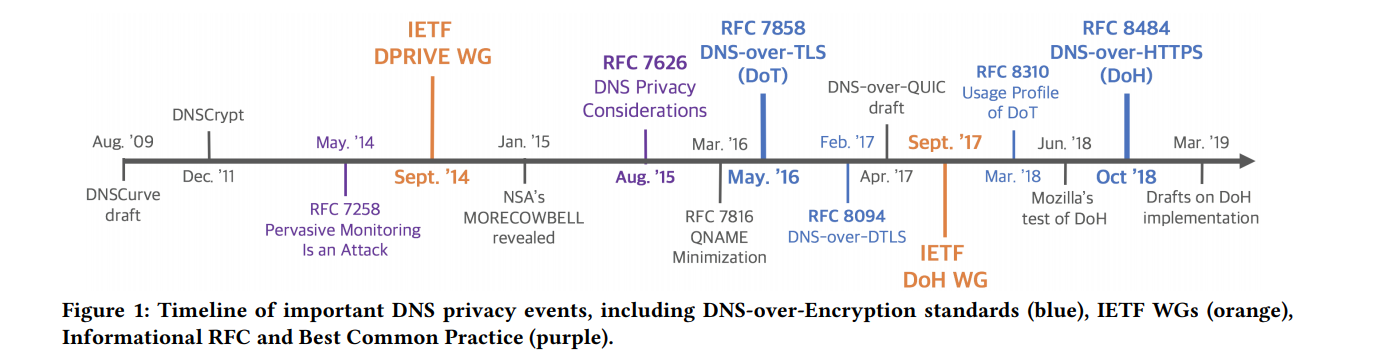 Aug. '09
DNSCurve
draft
DNSCrypt
Dec. '11
May. '14
RFC 7258
Pervasive Monitoring
Is an Attack
IETF
DPRIVE WG
Sept. '14
Jan. '15
NSA's
MORECOWBELL
revealed
RFC 7626
DNS Privacy
Considerations
Aug. '15
Mar. '16
RFC 7816
QNAME
Minimization
RFC 7858
DNS-over-TLS
(DoT)
May. '16
Feb. '17
RFC 8094
DNS-over-DTLS
DNS-over-QUIC
draft
Apr. '17
Sept. '17
IETF
DoH WG
RFC 8310
Usage Profile
of DoT
Mar. '18
Jun. '18
Mozilla's
test of DoH
RFC 8484
DNS-over-HTTPS
(DoH)
Oct '18
Mar. '19
Drafts on DoH
implementation
Figure 1: Timeline of important DNS privacy events, including DNS-over-Encryption standards (blue), IETF WGs (orange),
Informational RFC and Best Common Practice (purple).